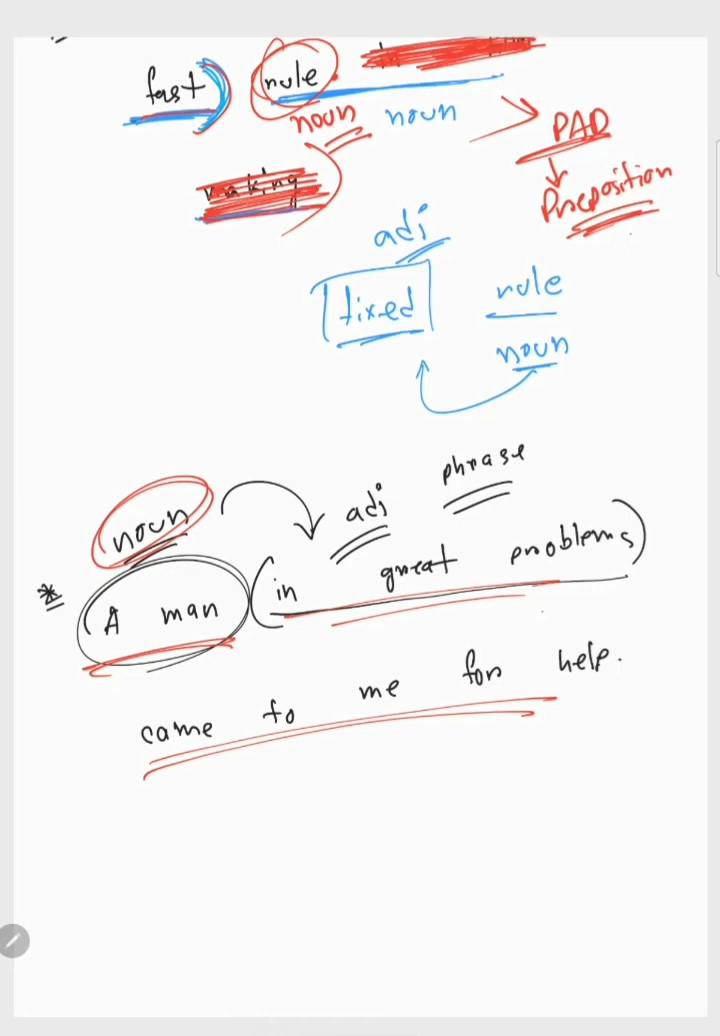 fast) rule.
noun noun
PAD
Preposition
making
adj
fixed rule
noun
noun adj phrase
* A man (in great problems)
came to me for help.